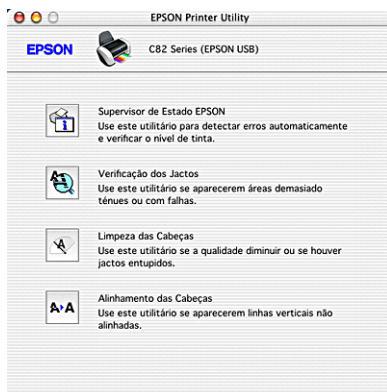 EPSON Printer Utility
EPSON C82 Series (EPSON USB)
Supervisor de Estado EPSON
Use este utilitário para detectar erros automaticamente
e verificar o nível de tinta.
Verificação dos Jactos
Use este utilitário se aparecerem áreas demasiado
ténues ou com falhas.
Limpeza das Cabeças
Use este utilitário se a qualidade diminuir ou se houver
jactos entupidos.
Alinhamento das Cabeças
Use este utilitário se aparecerem linhas verticais não
alinhadas.